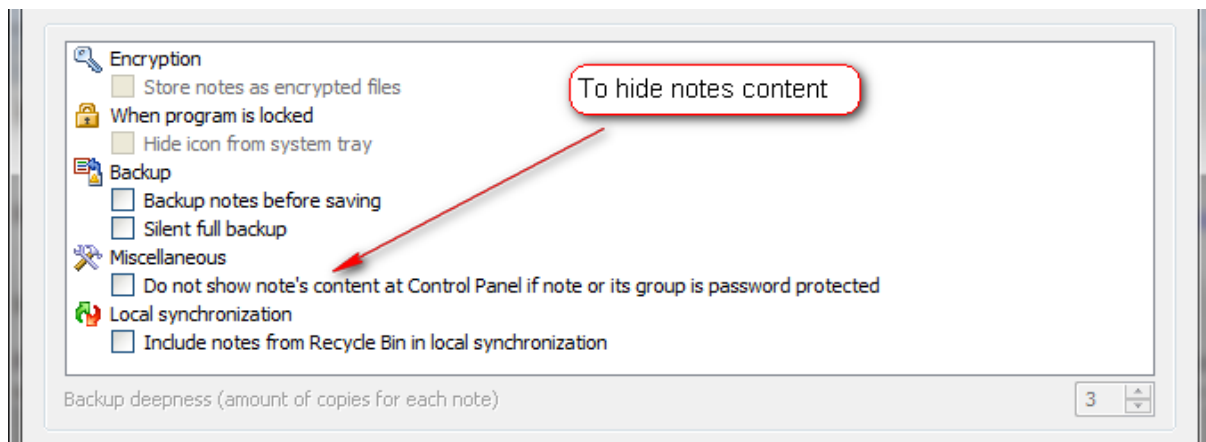 Encryption
Store notes as encrypted files
To hide notes content
When program is locked
Hide icon from system tray
Backup
Backup notes before saving
Silent full backup
Miscellaneous
Do not show note's content at Control Panel if note or its group is password protected
Local synchronization
Include notes from Recycle Bin in local synchronization
Backup deepness (amount of copies for each note) 3